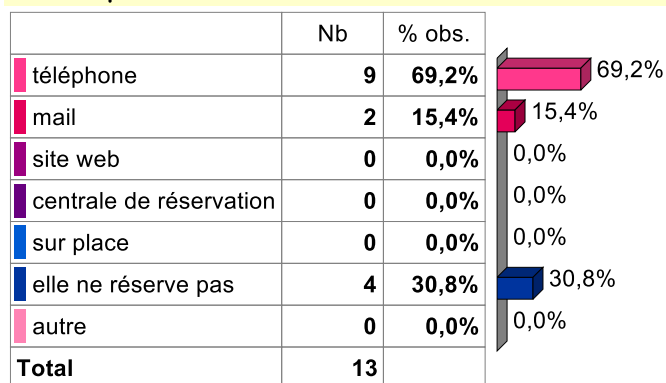 Nb % obs.
téléphone 9 69,2% 69,2%
mail 2 15,4% 15,4%
site web 0 0,0% 0,0%
centrale de réservation 0 0,0% 0,0%
sur place 0 0,0% 0,0%
elle ne réserve pas 4 30,8% 30,8%
autre 0 0,0% 0,0%
Total 13